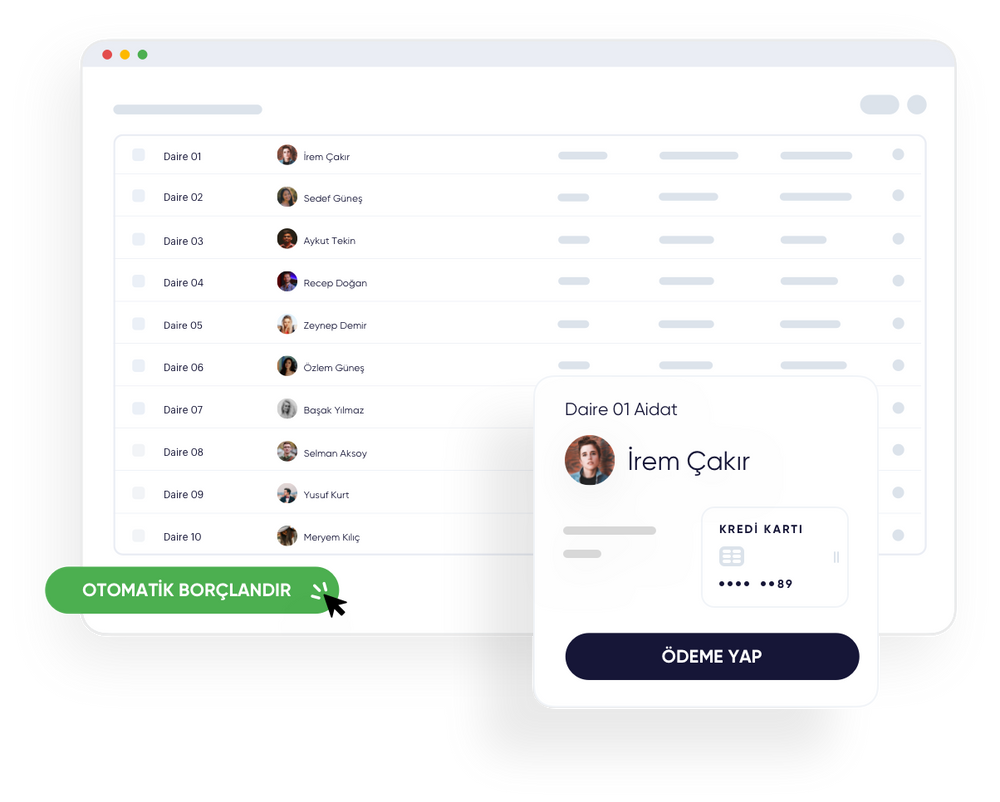 Daire 01 İrem Çakır
Daire 02 Sedef Güneş
Daire 03 Aykut Tekin
Daire 04 Recep Doğan
Daire 05 Zeynep Demir
Daire 06 Özlem Güneş
Daire 07 Başak Yılmaz
Daire 08 Selman Aksoy
Daire 09 Yusuf Kurt
Daire 10 Meryem Kılıç
OTOMATİK BORÇLANDIR
Daire 01 Aidat
İrem Çakır
KREDİ KARTI
•••• ••89
ÖDEME YAP